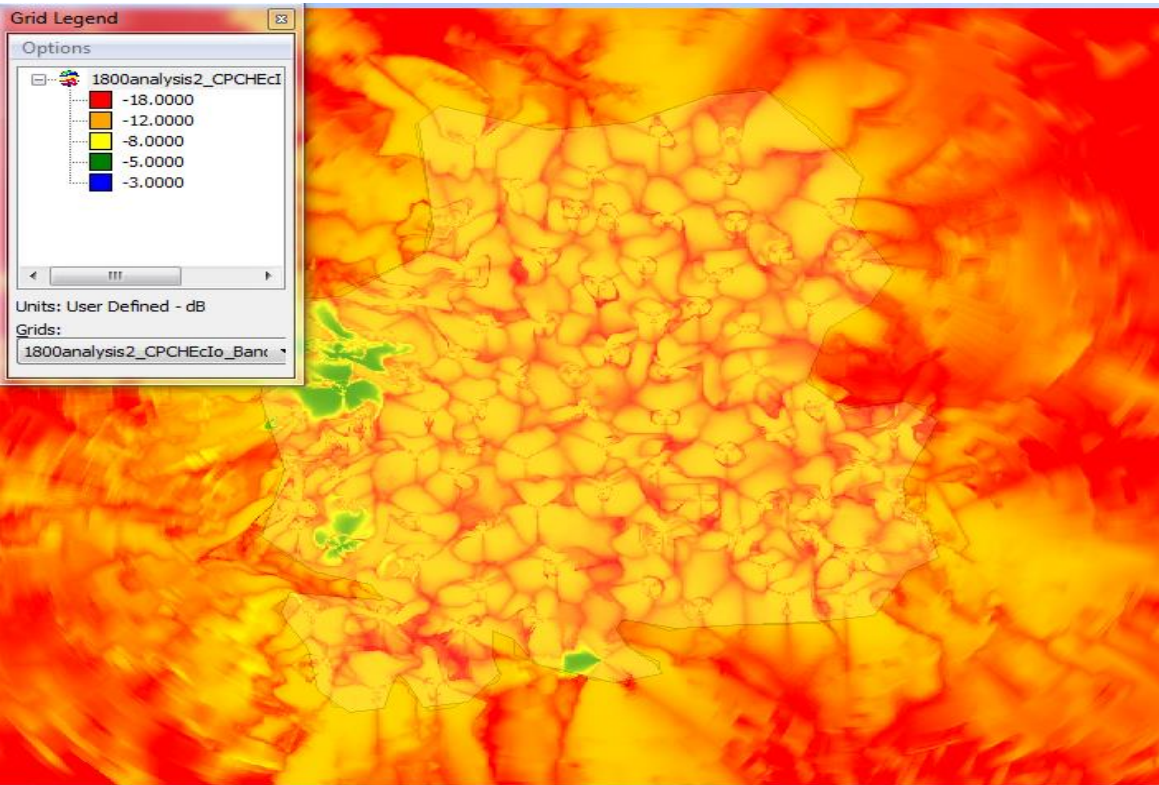 Grid Legend
Options
1800analysis2_CPCHEcI
-18.0000
-12.0000
-8.0000
-5.0000
-3.0000
Units: User Defined - dB
Grids:
1800analysis2_CPCHEcIo_Banc